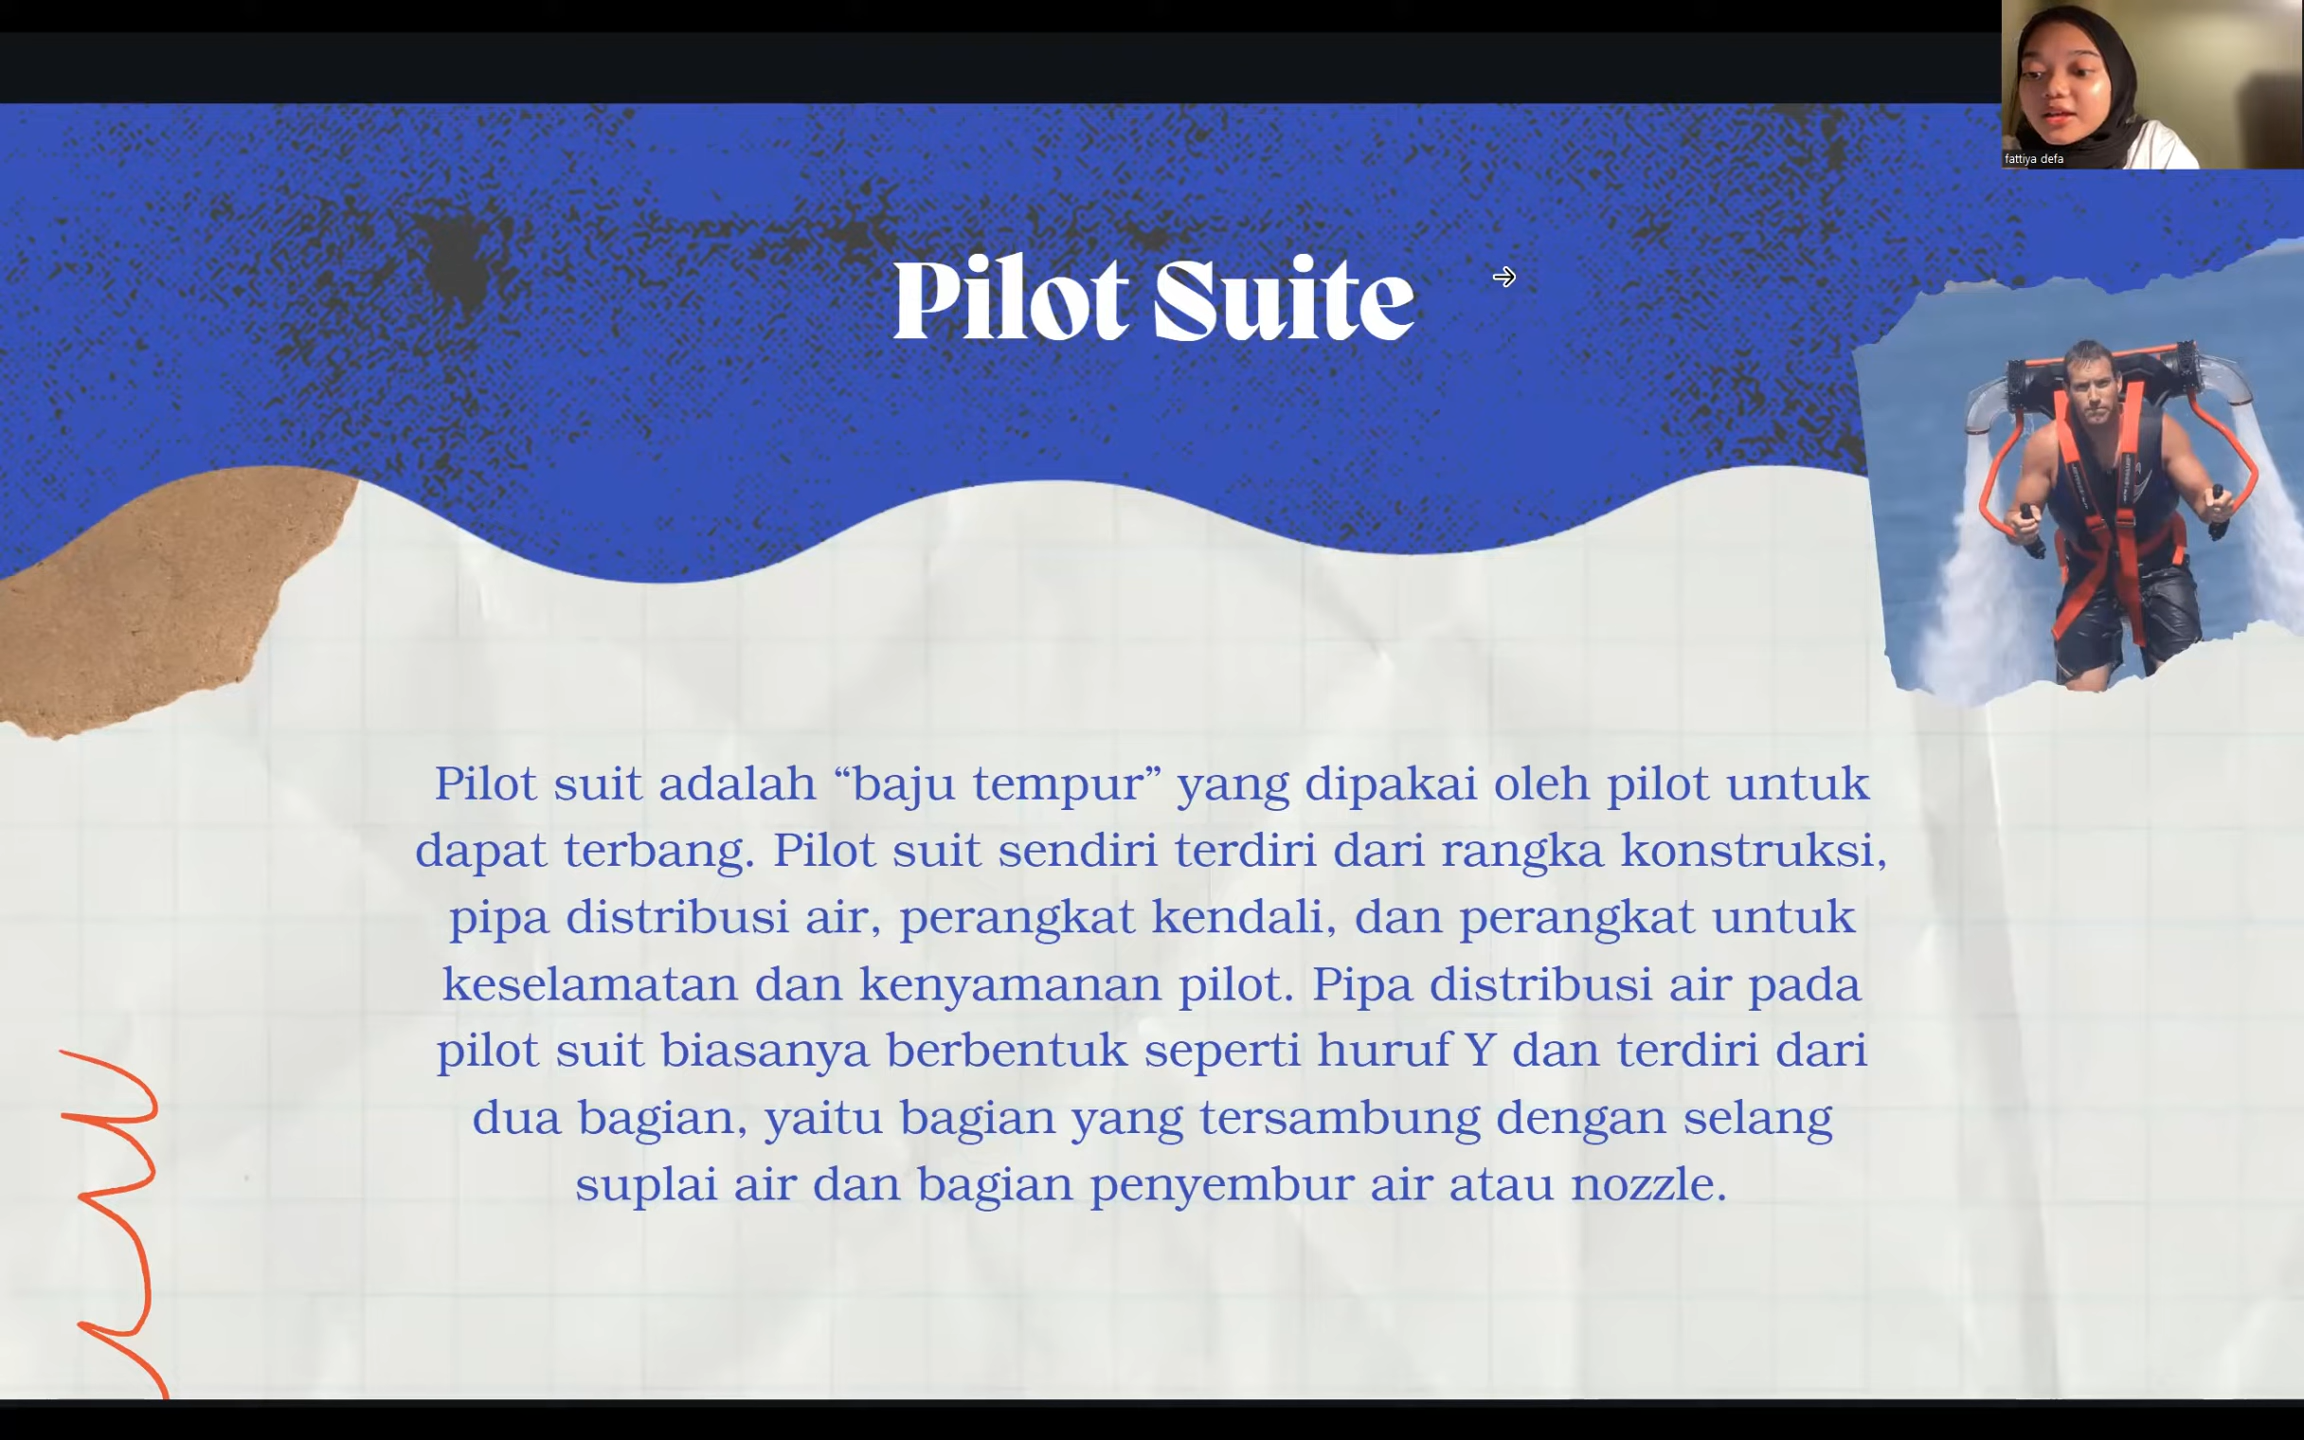 fattiya defa
Pilot Suite
Pilot suit adalah “baju tempur” yang dipakai oleh pilot untuk
dapat terbang. Pilot suit sendiri terdiri dari rangka konstruksi,
pipa distribusi air, perangkat kendali, dan perangkat untuk
keselamatan dan kenyamanan pilot. Pipa distribusi air pada
pilot suit biasanya berbentuk seperti huruf Y dan terdiri dari
dua bagian, yaitu bagian yang tersambung dengan selang
suplai air dan bagian penyembur air atau nozzle.